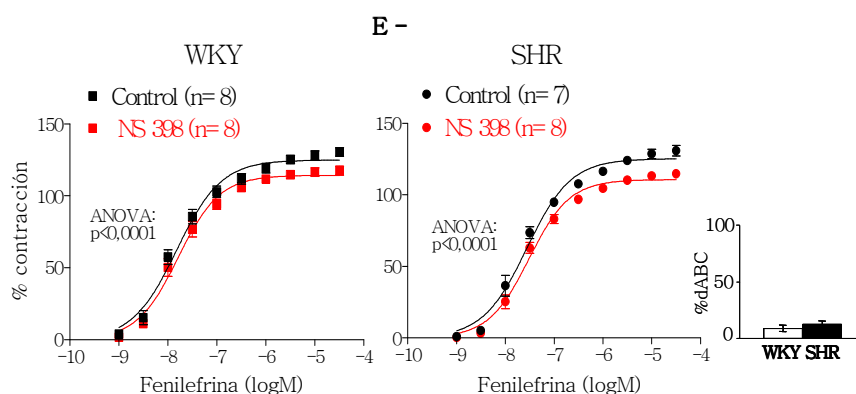 E -
WKY
Control (n= 8)
NS 398 (n= 8)
150
100
50
0
% contracción
ANOVA:
p<0,0001
-10 -9 -8 -7 -6 -5 -4
Fenilefrina (logM)
SHR
Control (n= 7)
NS 398 (n= 8)
150
100
50
0
ANOVA:
p<0,0001
-10 -9 -8 -7 -6 -5 -4
Fenilefrina (logM)
100
50
0
%dABC
WKY SHR